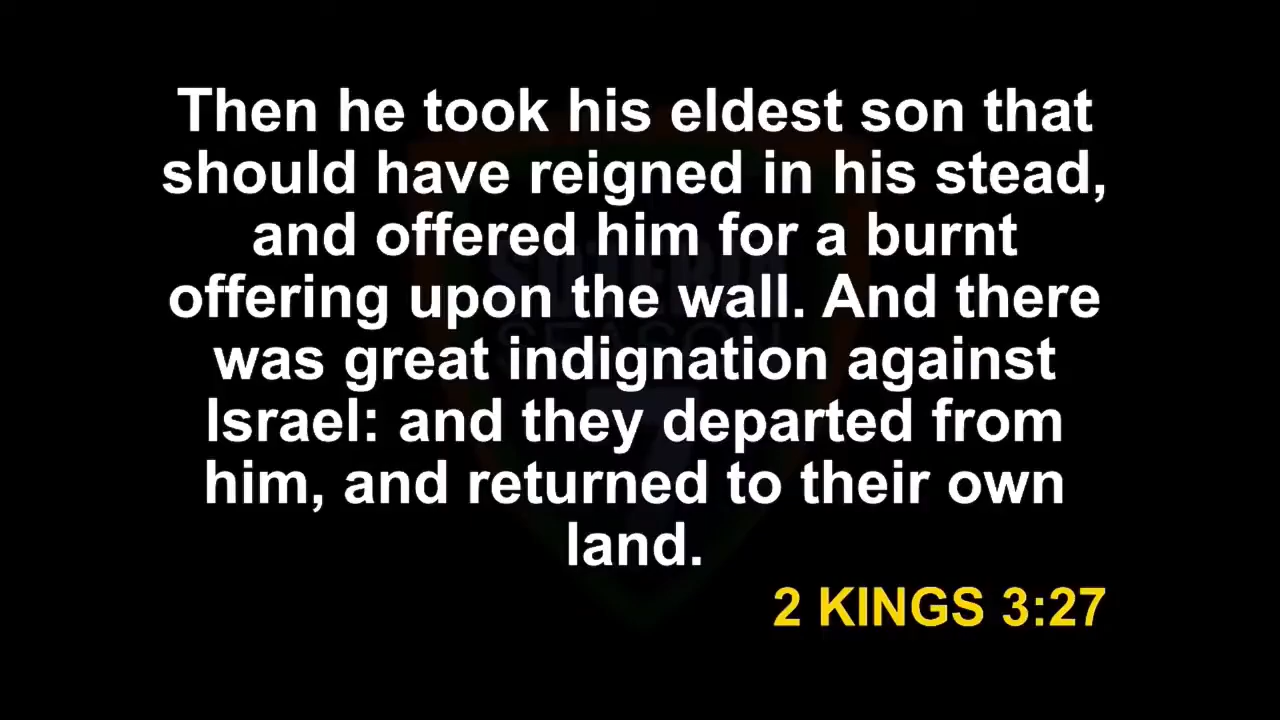 Then he took his eldest son that
should have reigned in his stead,
and offered him for a burnt
offering upon the wall. And there
was great indignation against
Israel: and they departed from
him, and returned to their own
land.
2 KINGS 3:27